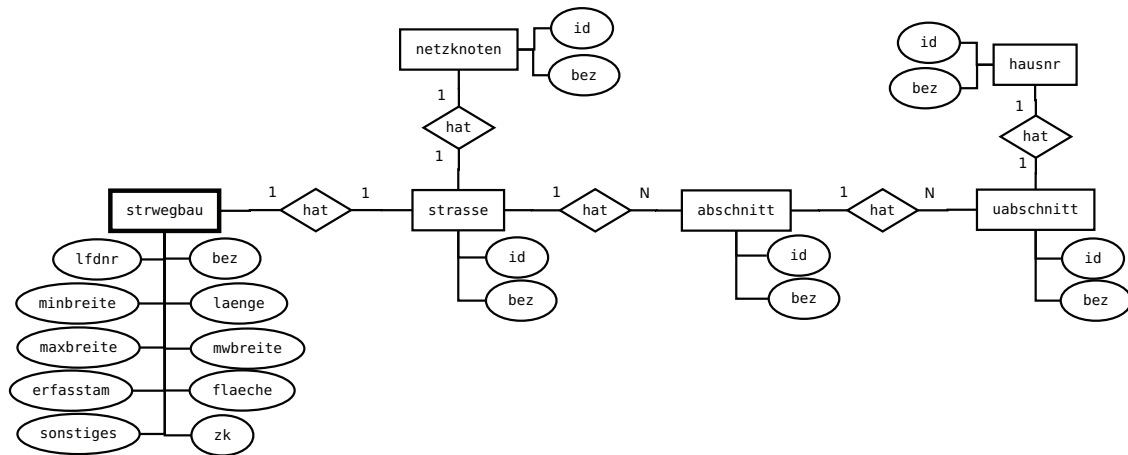 netzknoten
id
bez
id
bez
hausnr
1
hat
1
1
hat
1
strwegbau
1
hat
1
strasse
1
hat
N
abschnitt
1
hat
N
uabschnitt
lfdnr
bez
id
bez
id
bez
id
bez
minbreite
laenge
maxbreite
mwbreite
erfasstam
flaeche
sonstiges
zk